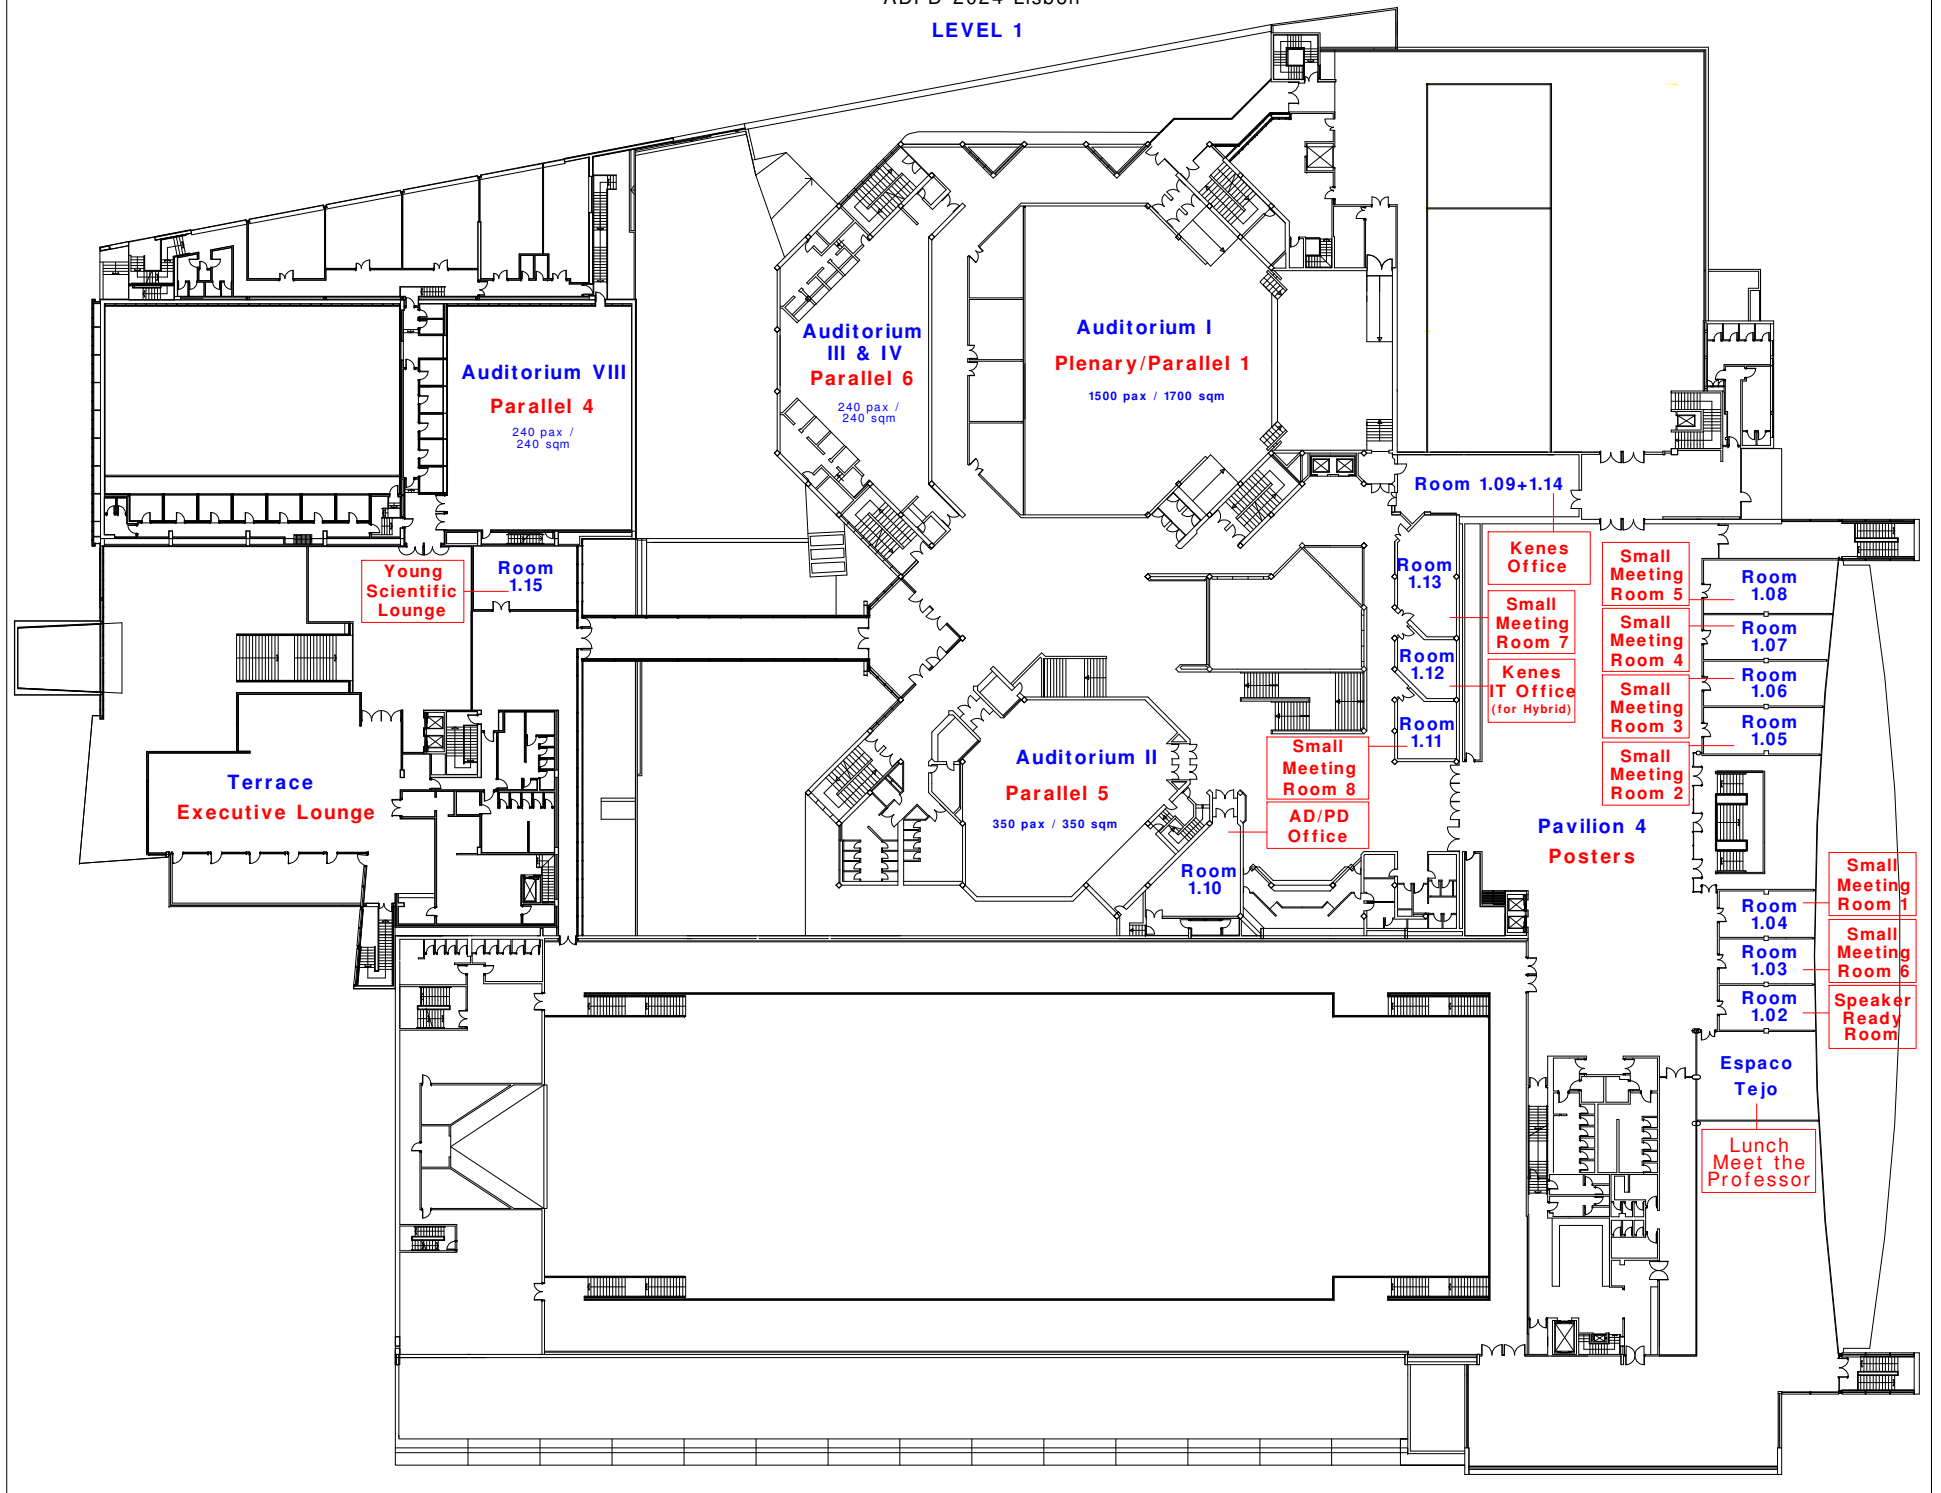 ADPD 2024 Lisbon
LEVEL 1
Auditorium VIII
Parallel 4
240 pax /
240 sqm
Auditorium
III & IV
Parallel 6
240 pax /
240 sqm
Auditorium I
Plenary/Parallel 1
1500 pax / 1700 sqm
Room 1.09+1.14
Kenes
Office
Young
Scientific
Lounge
Room
1.15
Room
1.13
Small
Meeting
Room 7
Room
1.12
Kenes
IT Office
(for Hybrid)
Room
1.11
Small
Meeting
Room 8
AD/PD
Office
Small
Meeting
Room 5
Room
1.08
Small
Meeting
Room 4
Room
1.07
Small
Meeting
Room 3
Room
1.06
Small
Meeting
Room 2
Room
1.05
Terrace
Executive Lounge
Auditorium II
Parallel 5
350 pax / 350 sqm
Room
1.10
Pavilion 4
Posters
Room
1.04
Small
Meeting
Room 1
Room
1.03
Small
Meeting
Room 6
Room
1.02
Speaker
Ready
Room
Espaco
Tejo
Lunch
Meet the
Professor